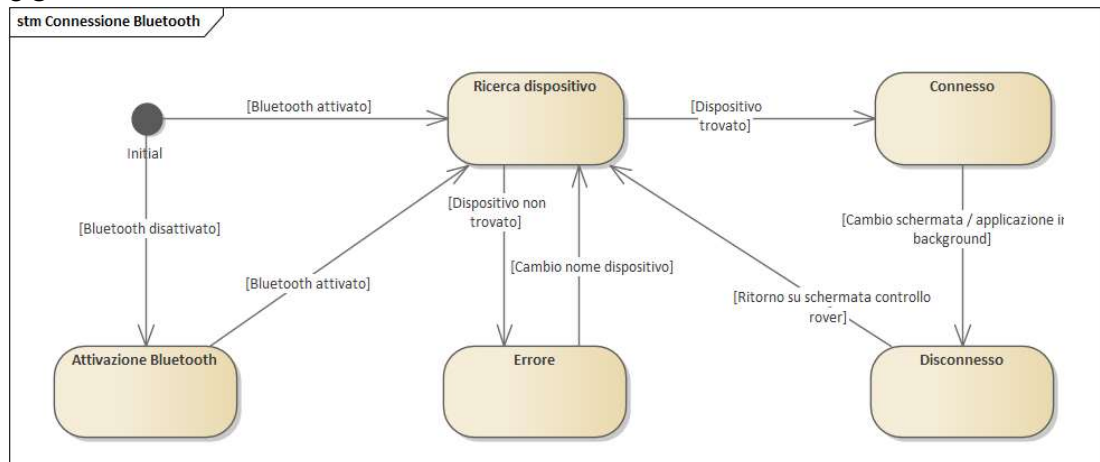 stm Connessione Bluetooth
Ricerca dispositivo
Connesso
[Bluetooth attivato]
[Dispositivo
trovato]
Initial
[Bluetooth disattivato]
[Dispositivo non
trovato]
[Cambio schermata / applicazione in
background]
[Cambio nome dispositivo]
[Bluetooth attivato]
[Ritorno su schermata controllo
rover]
Attivazione Bluetooth
Errore
Disconnesso